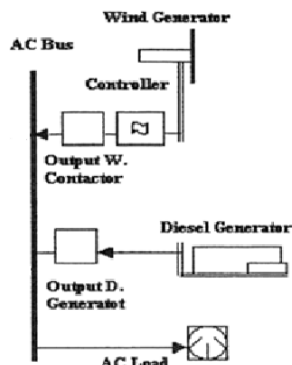 Wind Generator
AC Bus
Controller
Output W.
Contactor
Diesel Generator
Output D.
Generatot
AC Load